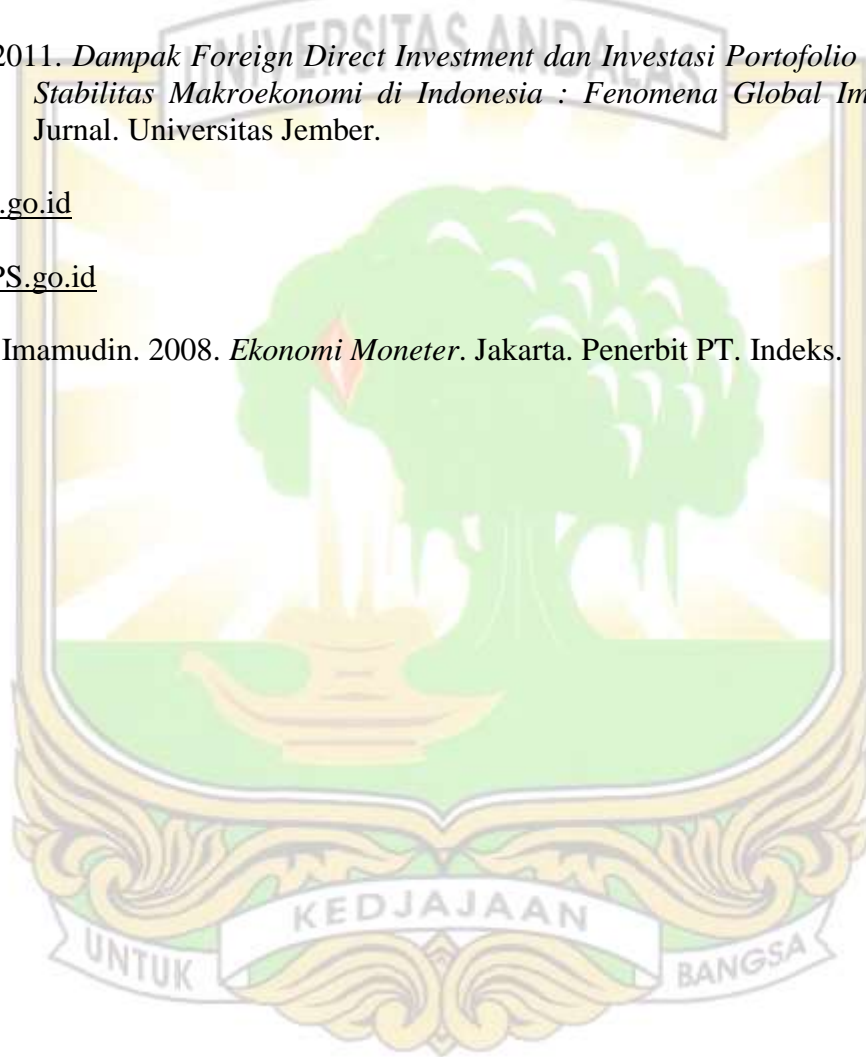 UNIVERSITAS ANDALAS
2011. Dampak Foreign Direct Investment dan Investasi Portofolio
Stabilitas Makroekonomi di Indonesia : Fenomena Global Im
Jurnal. Universitas Jember.
.go.id
PS.go.id
Imamudin. 2008. Ekonomi Moneter. Jakarta. Penerbit PT. Indeks.
UNTUK KEDJAJAAN BANGSA